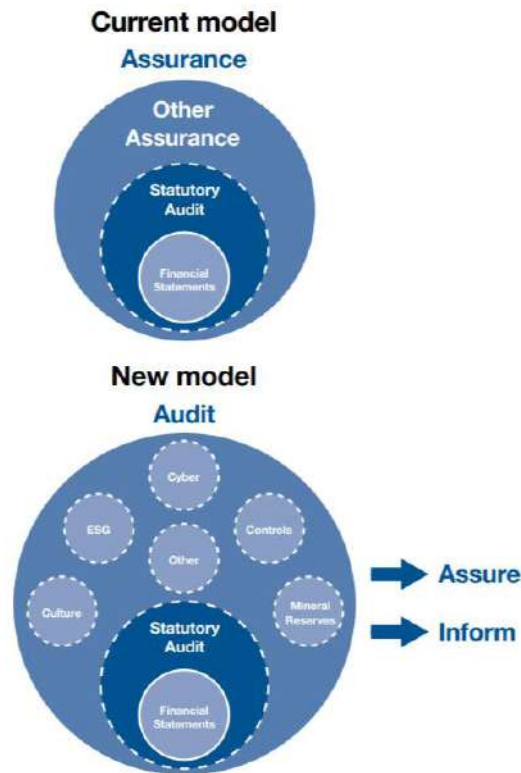 Current model
Assurance
Other
Assurance
Statutory
Audit
Financial
Statements
New model
Audit
Cyber
ESG
Controls
Other
Culture
Mineral
Reserves
Statutory
Audit
Financial
Statements
Assure
Inform